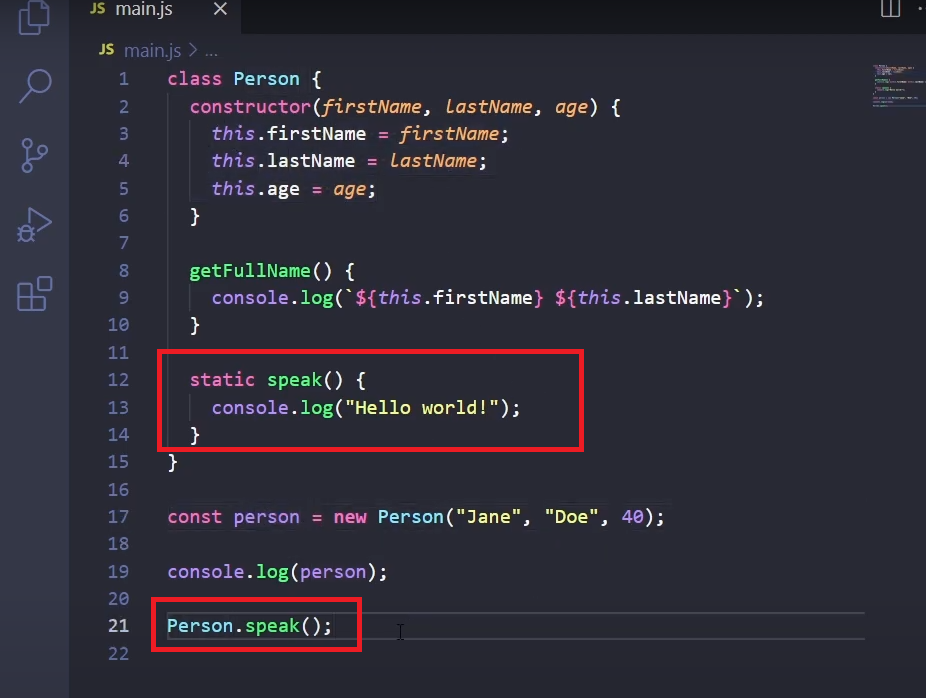 JS main.js ×
JS main.js > ...
1 class Person {
2   constructor(firstName, lastName, age) {
3     this.firstName = firstName;
4     this.lastName = lastName;
5     this.age = age;
6   }
7
8   getFullName() {
9     console.log(`${this.firstName} ${this.lastName}`);
10   }
11
12   static speak() {
13     console.log("Hello world!");
14   }
15 }
16
17 const person = new Person("Jane", "Doe", 40);
18
19 console.log(person);
20
21 Person.speak();
22